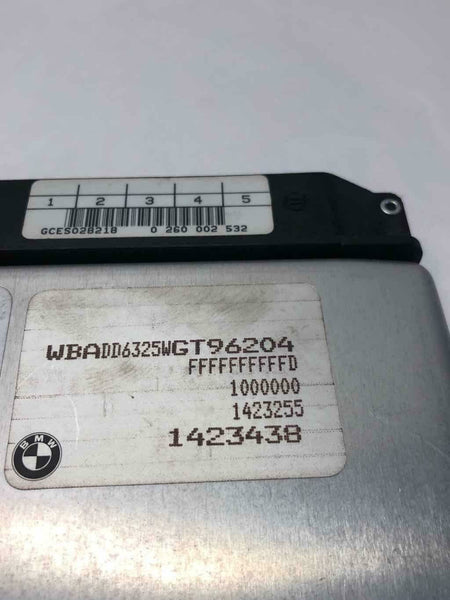 1 2 3 4 5
GCES028218 0 260 002 532
WBADD6325WGT96204
FFFFFFFFFFD
1000000
1423255
1423438
BMW